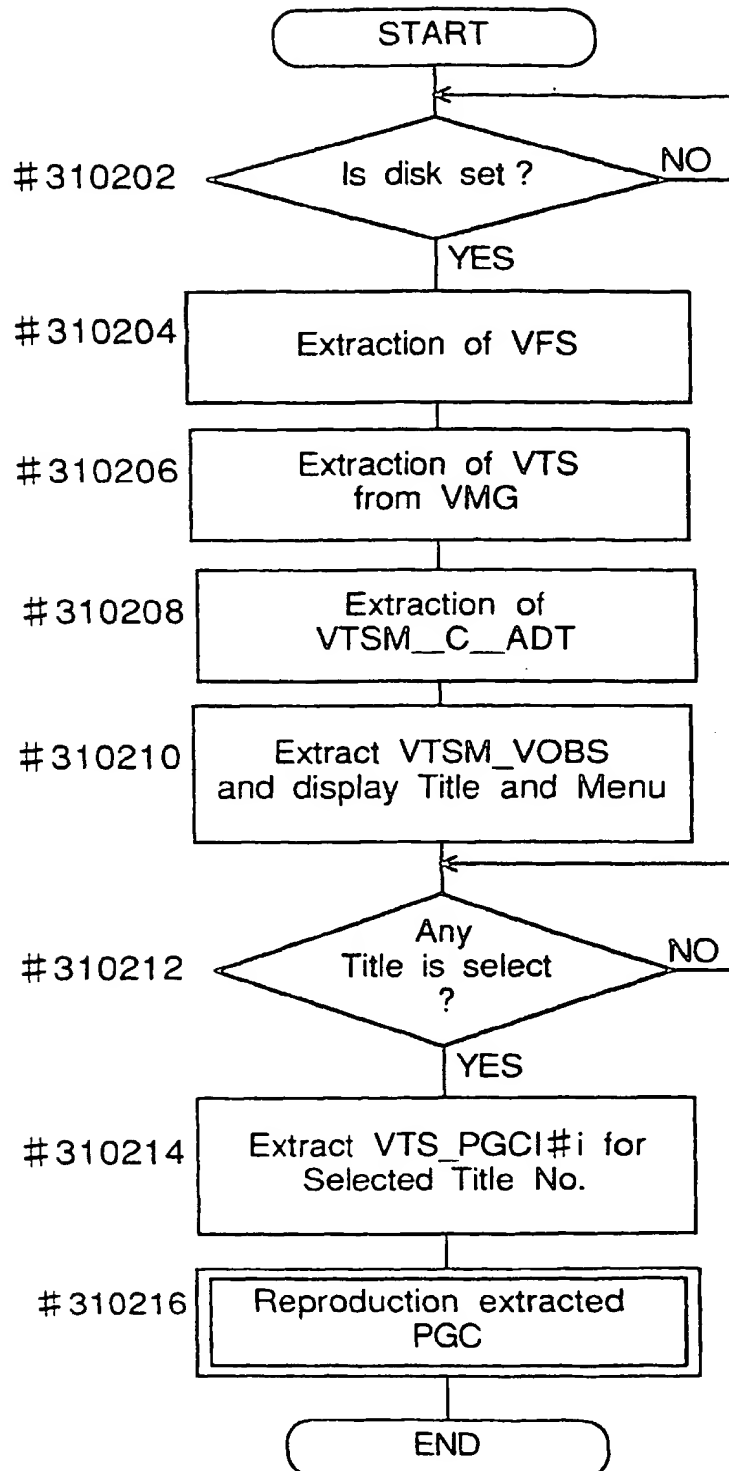 START
#310202
Is disk set ?
NO
YES
#310204
Extraction of VFS
#310206
Extraction of VTS
from VMG
#310208
Extraction of
VTSM__C__ADT
#310210
Extract VTSM_VOBS
and display Title and Menu
#310212
Any
Title is select
?
NO
YES
#310214
Extract VTS_PGCI#i for
Selected Title No.
#310216
Reproduction extracted
PGC
END